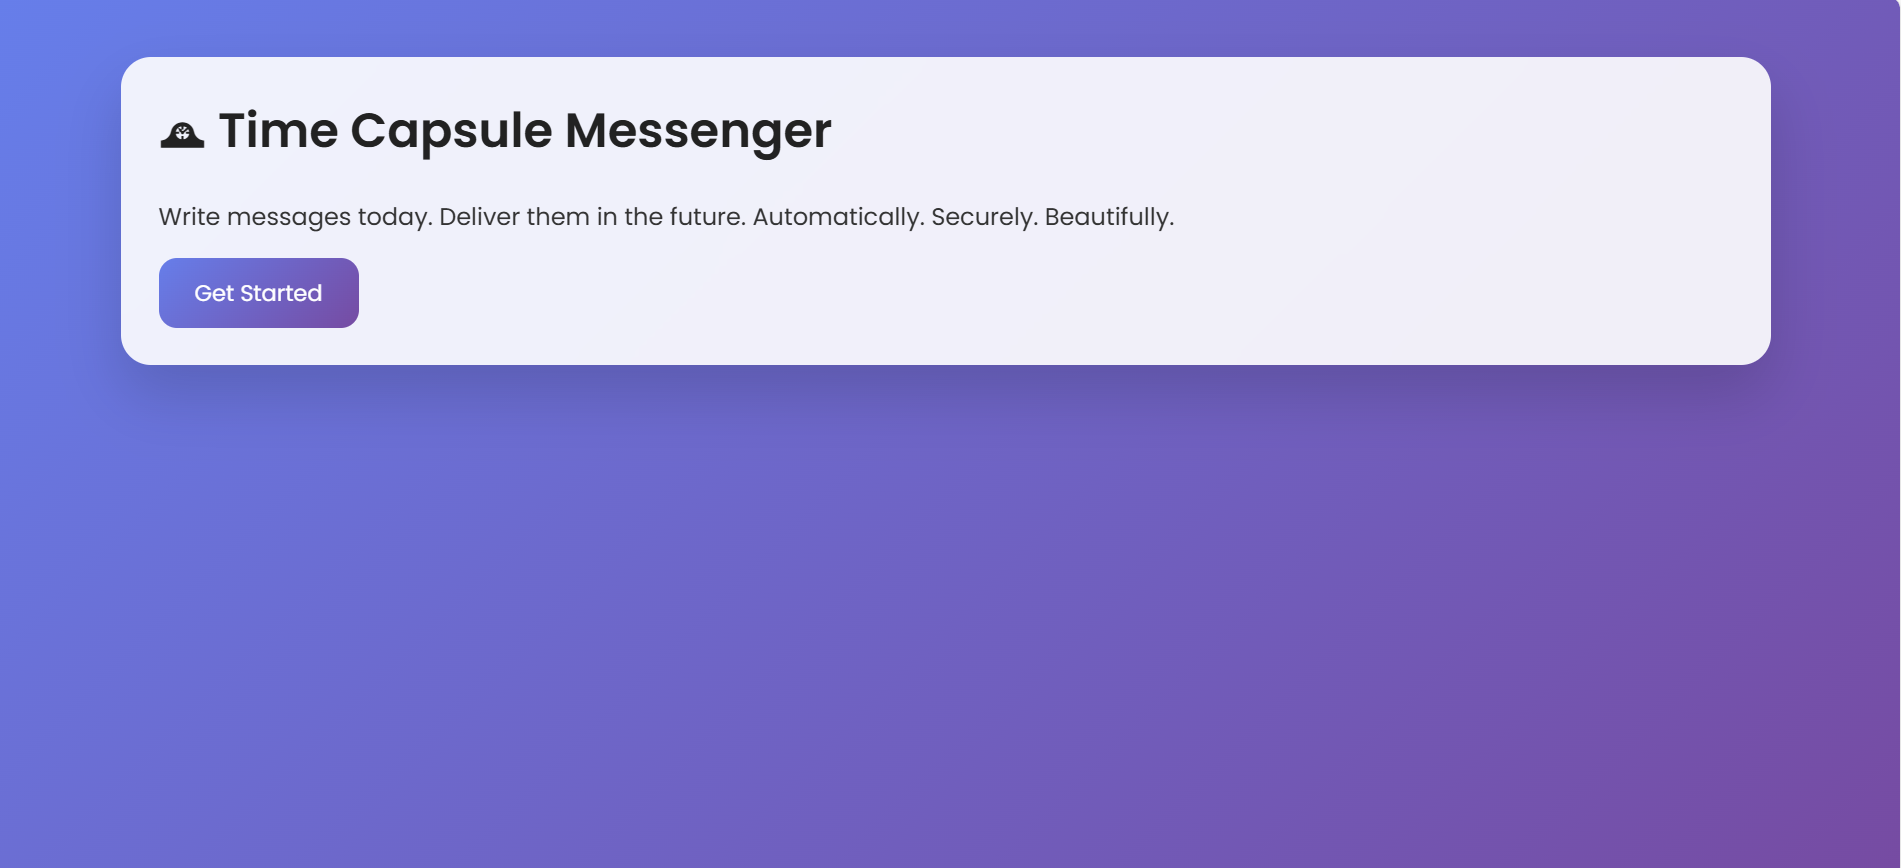 🕰 Time Capsule Messenger
Write messages today. Deliver them in the future. Automatically. Securely. Beautifully.
Get Started